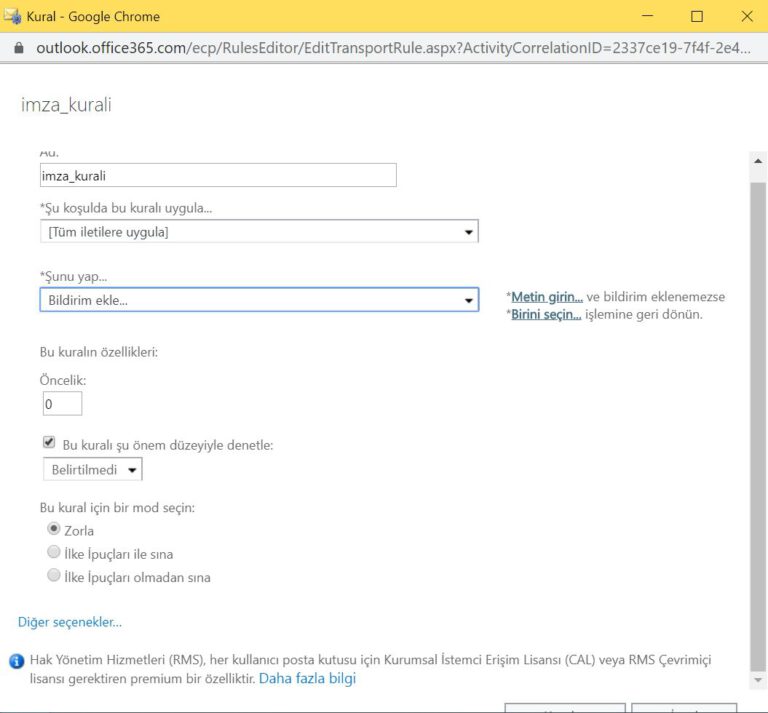 Kural - Google Chrome
outlook.office365.com/ecp/RulesEditor/EditTransportRule.aspx?ActivityCorrelationID=2337ce19-7f4f-2e4...
imza_kurali
Ad:
imza_kurali
*Şu koşulda bu kuralı uygula...
[Tüm iletilere uygula]
*Şunu yap...
Bildirim ekle...
*Metin girin... ve bildirim eklenemezse
*Birini seçin... işlemine geri dönün.
Bu kuralın özellikleri:
Öncelik:
0
Bu kuralı şu önem düzeyiyle denetle:
Belirtilmedi
Bu kural için bir mod seçin:
Zorla
İlke İpuçları ile sına
İlke İpuçları olmadan sına
Diğer seçenekler...
Hak Yönetim Hizmetleri (RMS), her kullanıcı posta kutusu için Kurumsal İstemci Erişim Lisansı (CAL) veya RMS Çevrimiçi
lisansı gerektiren premium bir özelliktir. Daha fazla bilgi